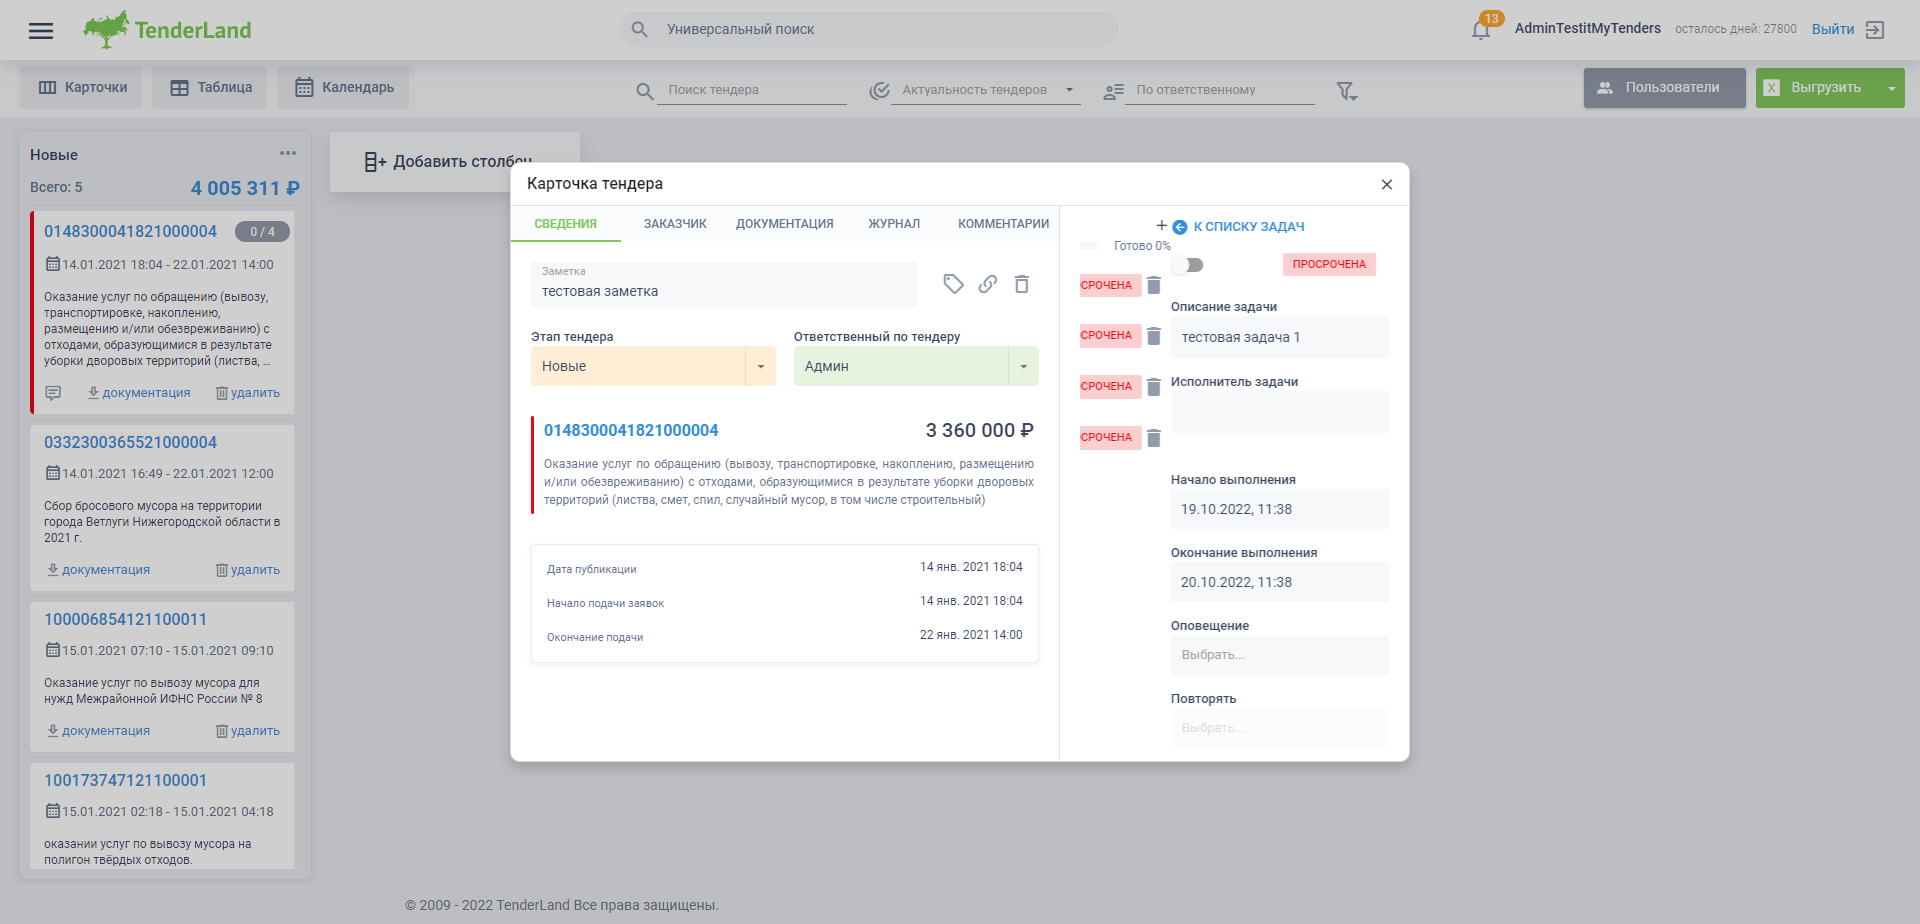 TenderLand
Универсальный поиск
13
AdminTestitMyTenders
осталось дней: 27800
Выйти
Карточки
Таблица
Календарь
Поиск тендера
Актуальность тендеров
По ответственному
Пользователи
X
Выгрузить
Новые
Всего: 5
4 005 311 ₽
0148300041821000004
0 / 4
14.01.2021 18:04 - 22.01.2021 14:00
Оказание услуг по обращению (вывозу,
транспортировке, накоплению,
размещению и/или обезвреживанию) с
отходами, образующимися в результате
уборки дворовых территорий (листва, ...
документация
удалить
0332300365521000004
14.01.2021 16:49 - 22.01.2021 12:00
Сбор бросового мусора на территории
города Ветлуги Нижегородской области в
2021 г.
документация
удалить
100006854121100011
15.01.2021 07:10 - 15.01.2021 09:10
Оказание услуг по вывозу мусора для
нужд Межрайонной ИФНС России № 8
документация
удалить
100173747121100001
15.01.2021 02:18 - 15.01.2021 04:18
оказании услуг по вывозу мусора на
полигон твёрдых отходов.
Добавить столбец
Карточка тендера
СВЕДЕНИЯ
ЗАКАЗЧИК
ДОКУМЕНТАЦИЯ
ЖУРНАЛ
КОММЕНТАРИИ
Заметка
тестовая заметка
Этап тендера
Новые
Ответственный по тендеру
Админ
0148300041821000004
3 360 000 ₽
Оказание услуг по обращению (вывозу, транспортировке, накоплению, размещению
и/или обезвреживанию) с отходами, образующимися в результате уборки дворовых
территорий (листва, смет, спил, случайный мусор, в том числе строительный)
Дата публикации
14 янв. 2021 18:04
Начало подачи заявок
14 янв. 2021 18:04
Окончание подачи
22 янв. 2021 14:00
+
К СПИСКУ ЗАДАЧ
Готово 0%
ПРОСРОЧЕНА
СРОЧЕНА
СРОЧЕНА
СРОЧЕНА
СРОЧЕНА
Описание задачи
тестовая задача 1
Исполнитель задачи
Начало выполнения
19.10.2022, 11:38
Окончание выполнения
20.10.2022, 11:38
Оповещение
Выбрать...
Повторять
Выбрать...
© 2009 - 2022 TenderLand Все права защищены.